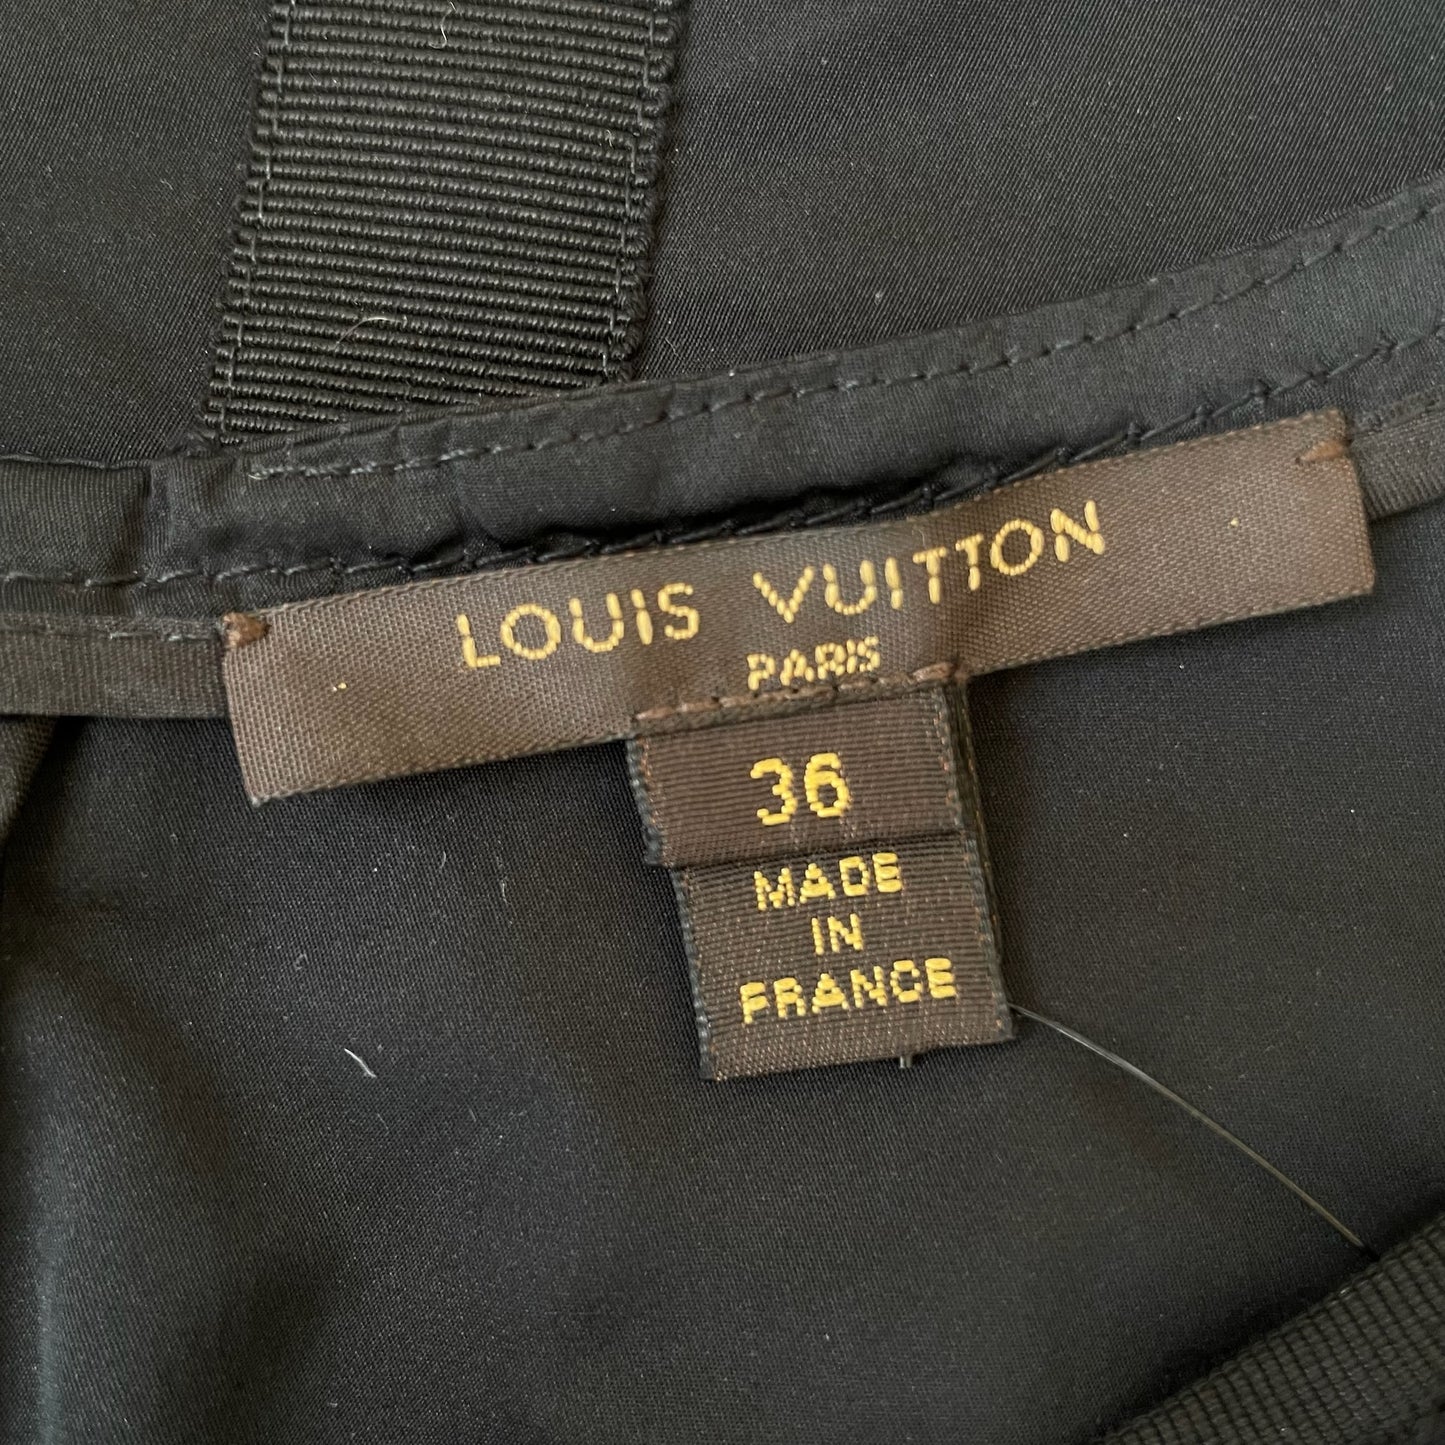 LOUIS VUITTON
PARIS
36
MADE
IN
FRANCE